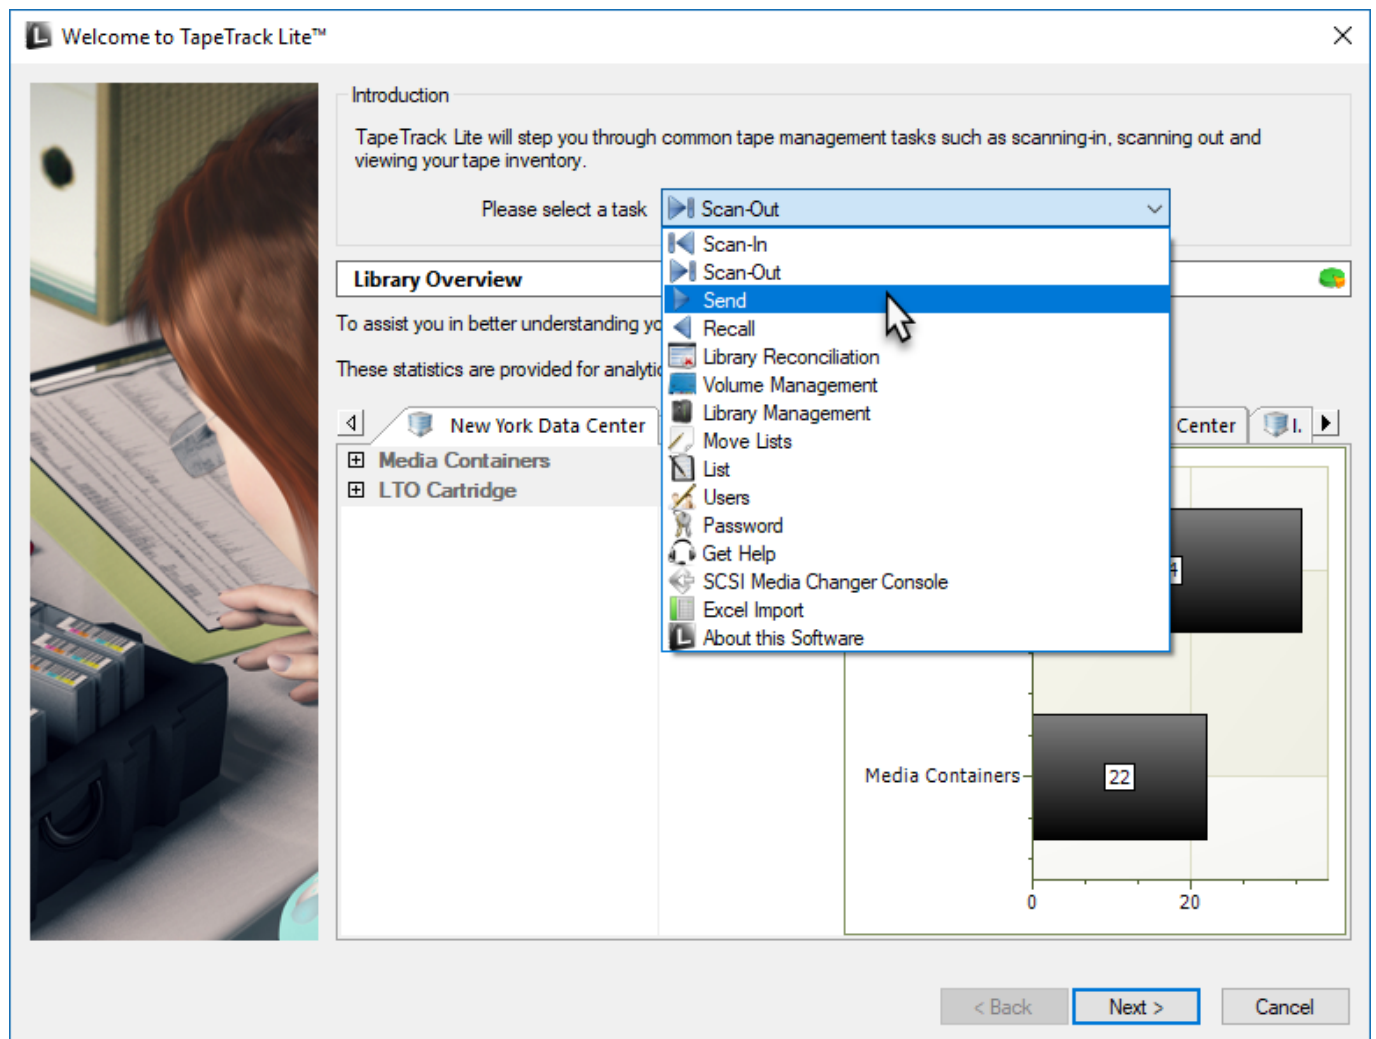 Welcome to TapeTrack Lite™
Introduction
TapeTrack Lite will step you through common tape management tasks such as scanning-in, scanning out and
viewing your tape inventory.
Please select a task
Scan-Out
Scan-In
Scan-Out
Send
Recall
Library Reconciliation
Volume Management
Library Management
Move Lists
List
Users
Password
Get Help
SCSI Media Changer Console
Excel Import
About this Software
Library Overview
To assist you in better understanding
These statistics are provided for
New York Data Center
Center
I.
Media Containers
LTO Cartridge
4
Media Containers
22
0
20
< Back
Next >
Cancel